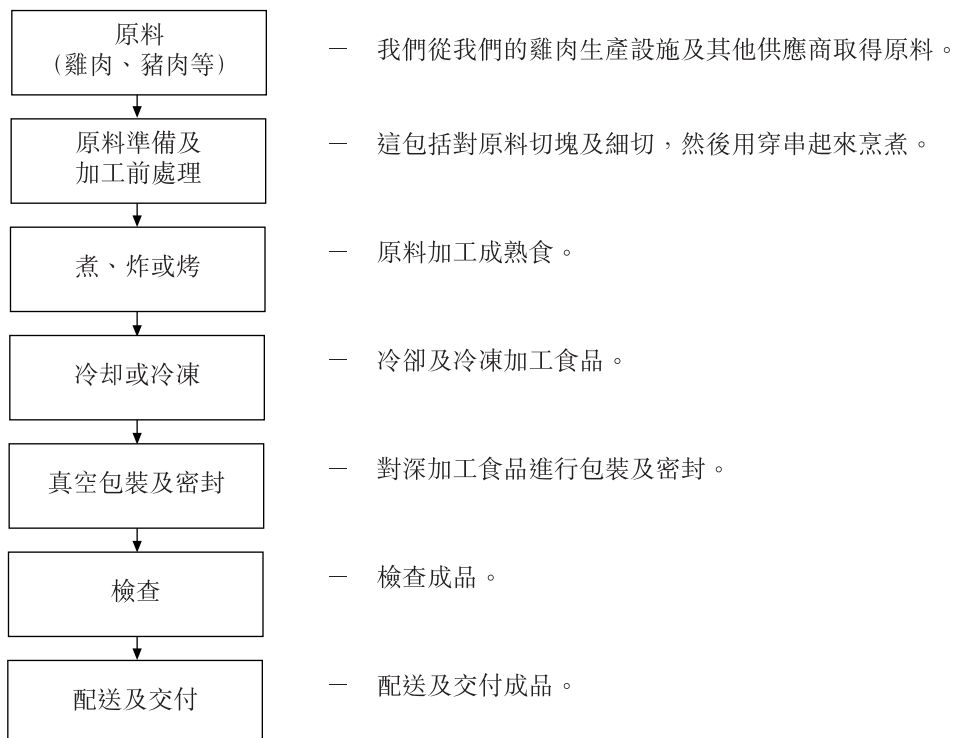 原料
（雞肉、豬肉等）
— 我們從我們的雞肉生產設施及其他供應商取得原料。
原料準備及
加工前處理
— 這包括對原料切塊及細切，然後用穿串起來烹煮。
煮、炸或烤
— 原料加工成熟食。
冷却或冷凍
— 冷卻及冷凍加工食品。
真空包裝及密封
— 對深加工食品進行包裝及密封。
檢查
— 檢查成品。
配送及交付
— 配送及交付成品。